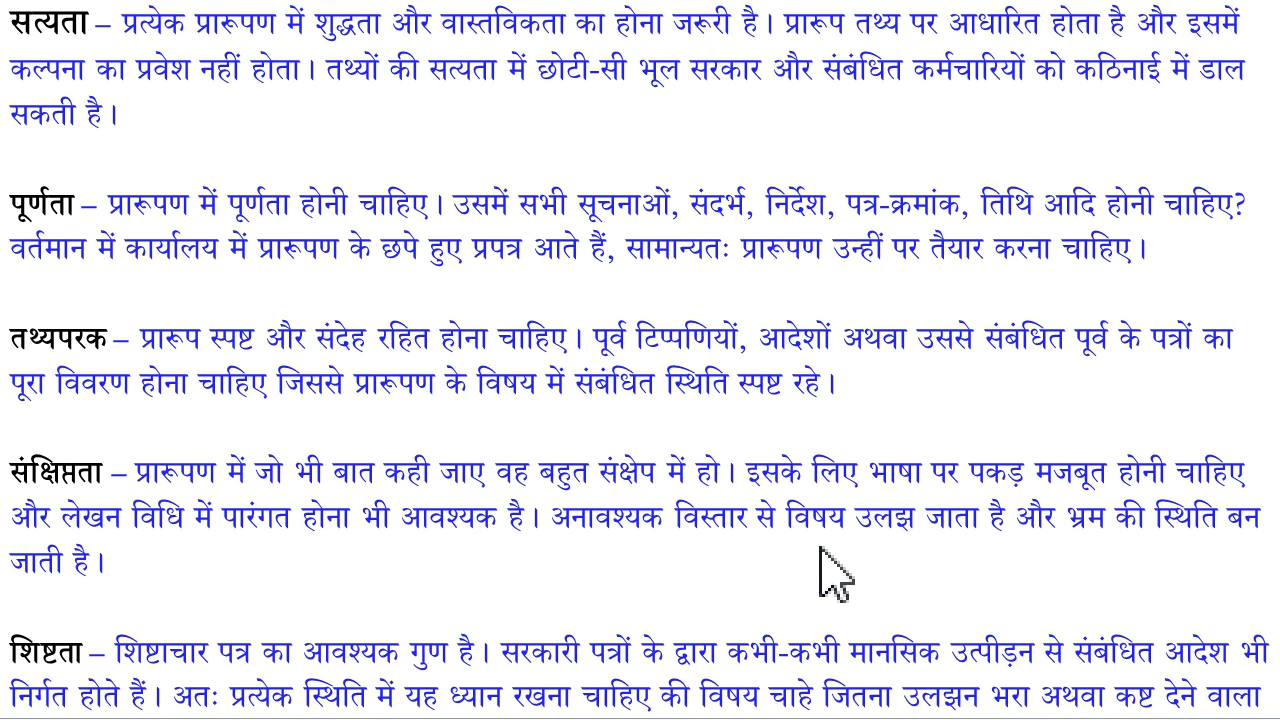 सत्यता – प्रत्येक प्रारूपण में शुद्धता और वास्तविकता का होना जरूरी है। प्रारूप तथ्य पर आधारित होता है और इसमें
कल्पना का प्रवेश नहीं होता। तथ्यों की सत्यता में छोटी-सी भूल सरकार और संबंधित कर्मचारियों को कठिनाई में डाल
सकती है।
पूर्णता – प्रारूपण में पूर्णता होनी चाहिए। उसमें सभी सूचनाओं, संदर्भ, निर्देश, पत्र-क्रमांक, तिथि आदि होनी चाहिए?
वर्तमान में कार्यालय में प्रारूपण के छपे हुए प्रपत्र आते हैं, सामान्यतः प्रारूपण उन्हीं पर तैयार करना चाहिए।
तथ्यपरक – प्रारूप स्पष्ट और संदेह रहित होना चाहिए। पूर्व टिप्पणियों, आदेशों अथवा उससे संबंधित पूर्व के पत्रों का
पूरा विवरण होना चाहिए जिससे प्रारूपण के विषय में संबंधित स्थिति स्पष्ट रहे।
संक्षिप्तता – प्रारूपण में जो भी बात कही जाए वह बहुत संक्षेप में हो। इसके लिए भाषा पर पकड़ मजबूत होनी चाहिए
और लेखन विधि में पारंगत होना भी आवश्यक है। अनावश्यक विस्तार से विषय उलझ जाता है और भ्रम की स्थिति बन
जाती है।
शिष्टता – शिष्टाचार पत्र का आवश्यक गुण है। सरकारी पत्रों के द्वारा कभी-कभी मानसिक उत्पीड़न से संबंधित आदेश भी
निर्गत होते हैं। अतः प्रत्येक स्थिति में यह ध्यान रखना चाहिए की विषय चाहे जितना उलझन भरा अथवा कष्ट देने वाला